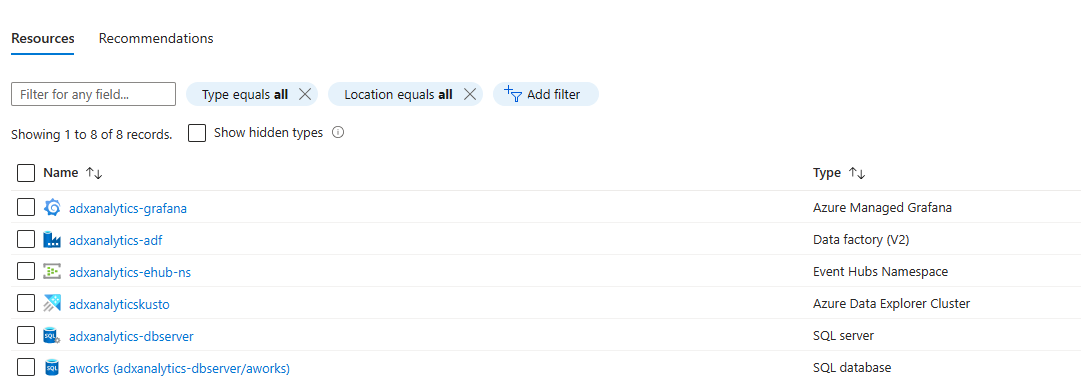 Resources Recommendations
Filter for any field... Type equals all Location equals all Add filter
Showing 1 to 8 of 8 records. Show hidden types
Name Type
adxanalytics-grafana Azure Managed Grafana
adxanalytics-adf Data factory (V2)
adxanalytics-ehub-ns Event Hubs Namespace
adxanalyticskusto Azure Data Explorer Cluster
SQL adxanalytics-dbserver SQL server
SQL aworks (adxanalytics-dbserver/aworks) SQL database